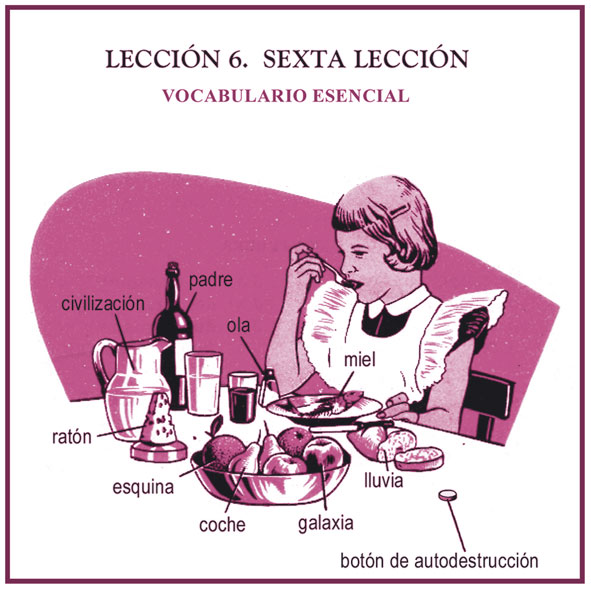 LECCIÓN 6. SEXTA LECCIÓN
VOCABULARIO ESENCIAL
padre
civilización
ola
miel
ratón
esquina
lluvia
coche
galaxia
botón de autodestrucción